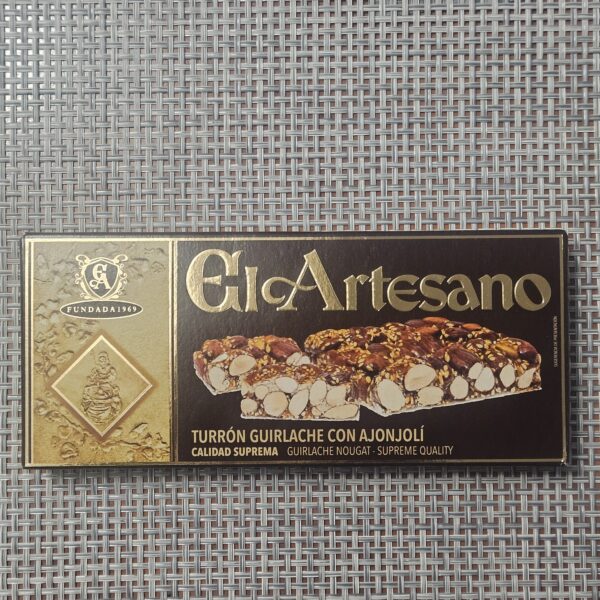 EA
FUNDADA 1969
El Artesano
TURRÓN GUIRLACHE CON AJONJOLÍ
CALIDAD SUPREMA GUIRLACHE NOUGAT - SUPREME QUALITY